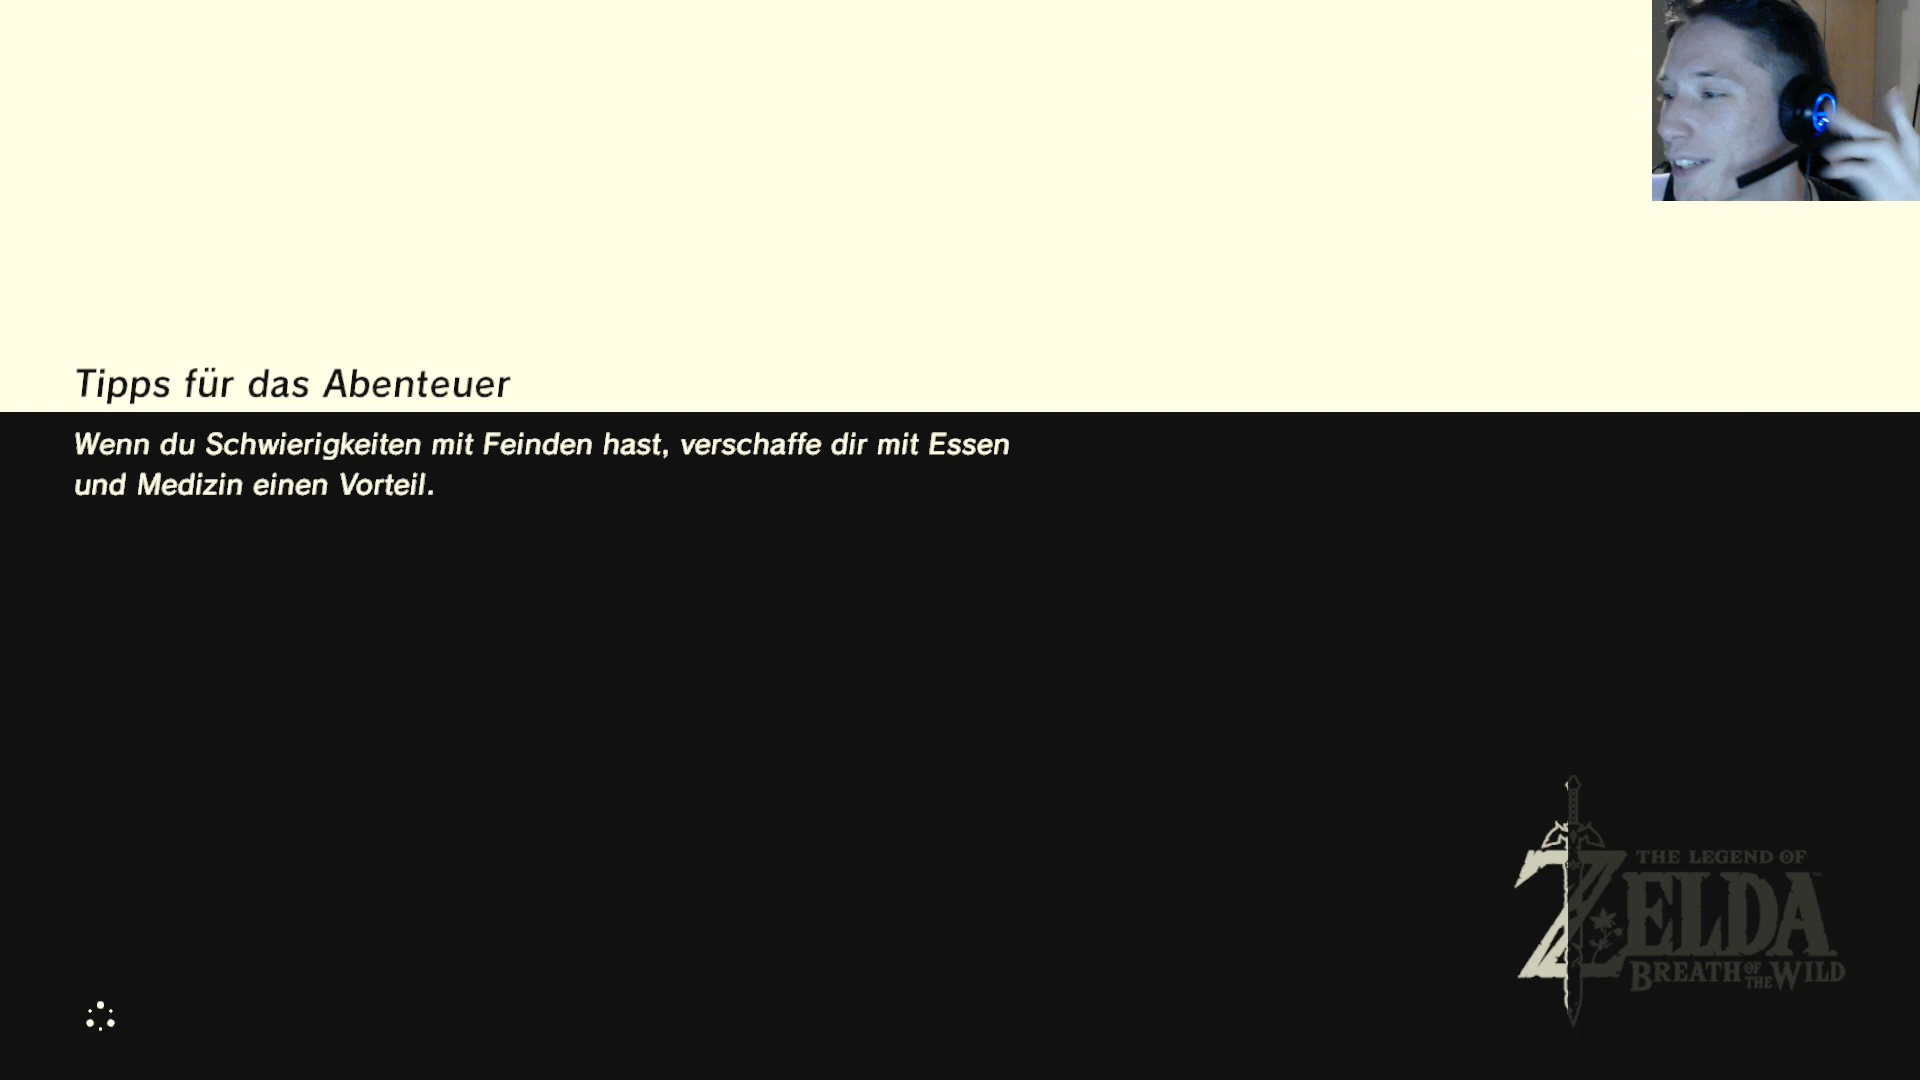 Tipps für das Abenteuer
Wenn du Schwierigkeiten mit Feinden hast, verschaffe dir mit Essen
und Medizin einen Vorteil.
THE LEGEND OF
ZELDA
BREATH OF THE WILD